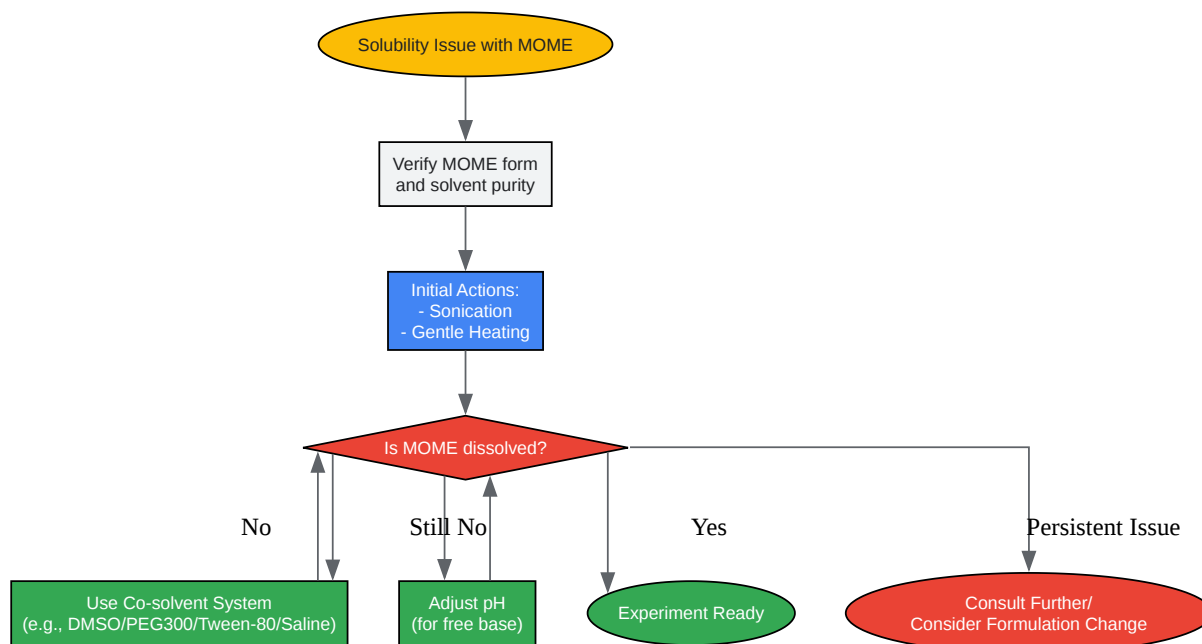 Solubility Issue with MOME
Verify MOME form
and solvent purity
Initial Actions:
- Sonication
- Gentle Heating
Is MOME dissolved?
No
Still No
Yes
Persistent Issue
Use Co-solvent System
(e.g., DMSO/PEG300/Tween-80/Saline)
Adjust pH
(for free base)
Experiment Ready
Consult Further/
Consider Formulation Change